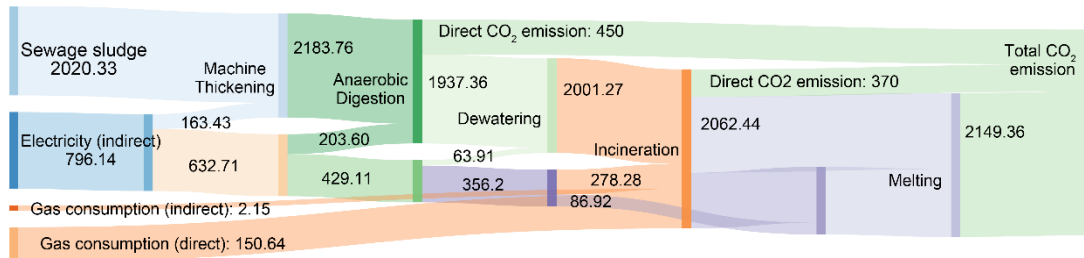 Sewage sludge
2020.33
Machine
Thickening
2183.76
Anaerobic
Digestion
Direct CO₂ emission: 450
1937.36
Dewatering
2001.27
Total CO₂
emission
Direct CO2 emission: 370
Electricity (indirect)
796.14
163.43
632.71
203.60
429.11
63.91
356.2
Incineration
278.28
86.92
2062.44
Melting
2149.36
Gas consumption (indirect): 2.15
Gas consumption (direct): 150.64